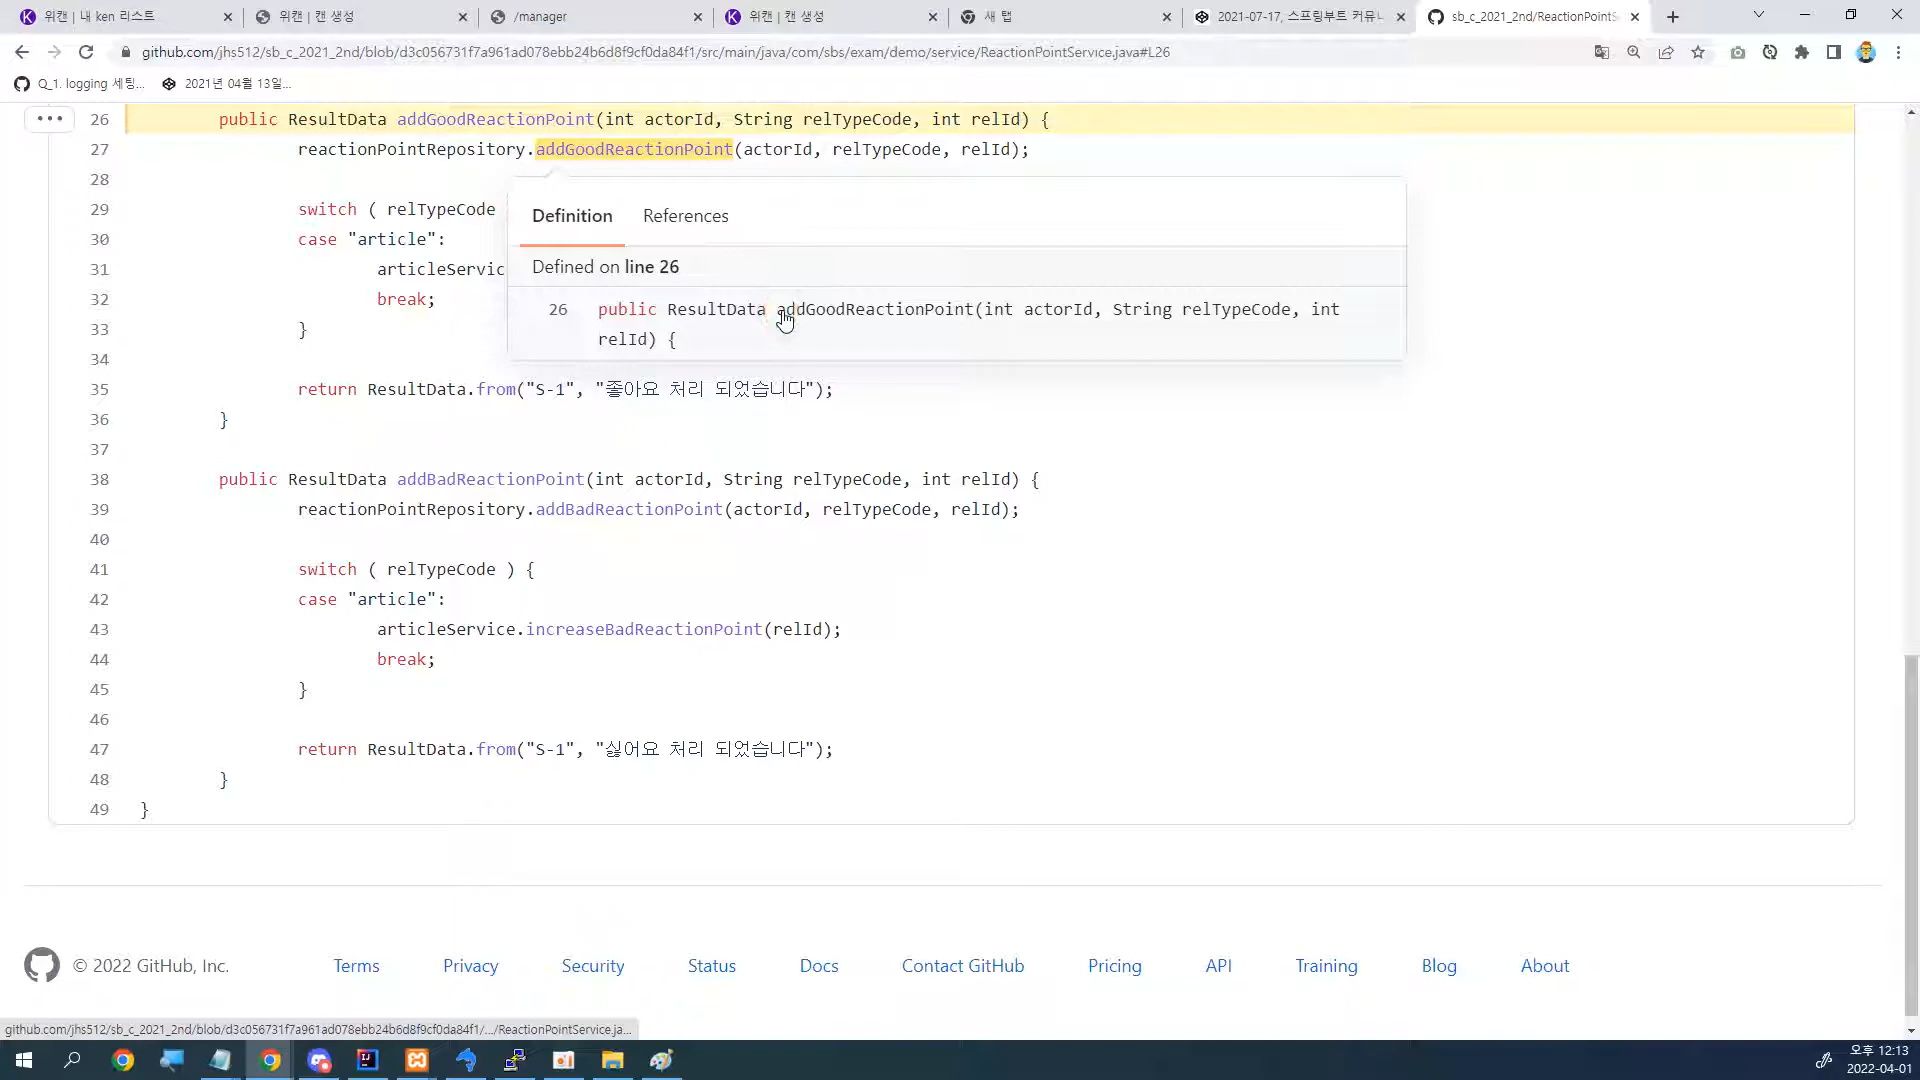 위캔 | 내 ken 리스트
위캔 | 캔 생성
/manager
위캔 | 캔 생성
새 탭
2021-07-17, 스프링부트 커뮤니
sb_c_2021_2nd/ReactionPointS
github.com/jhs512/sb_c_2021_2nd/blob/d3c056731f7a961ad078ebb24b6d8f9cf0da84f1/src/main/java/com/sbs/exam/demo/service/ReactionPointService.java#L26
Q_1. logging 세팅...
2021년 04월 13일...
26 public ResultData addGoodReactionPoint(int actorId, String relTypeCode, int relId) {
27 reactionPointRepository.addGoodReactionPoint(actorId, relTypeCode, relId);
28
29 switch ( relTypeCode
30 case "article":
31 articleServic
32 break;
33 }
34
35 return ResultData.from("S-1", "좋아요 처리 되었습니다");
36 }
37
38 public ResultData addBadReactionPoint(int actorId, String relTypeCode, int relId) {
39 reactionPointRepository.addBadReactionPoint(actorId, relTypeCode, relId);
40
41 switch ( relTypeCode ) {
42 case "article":
43 articleService.increaseBadReactionPoint(relId);
44 break;
45 }
46
47 return ResultData.from("S-1", "싫어요 처리 되었습니다");
48 }
49 }
Definition References
Defined on line 26
26 public ResultData addGoodReactionPoint(int actorId, String relTypeCode, int
relId) {
© 2022 GitHub, Inc. Terms Privacy Security Status Docs Contact GitHub Pricing API Training Blog About
github.com/jhs512/sb_c_2021_2nd/blob/d3c056731f7a961ad078ebb24b6d8f9cf0da84f1/.../ReactionPointService.ja...
오후 12:13
2022-04-01